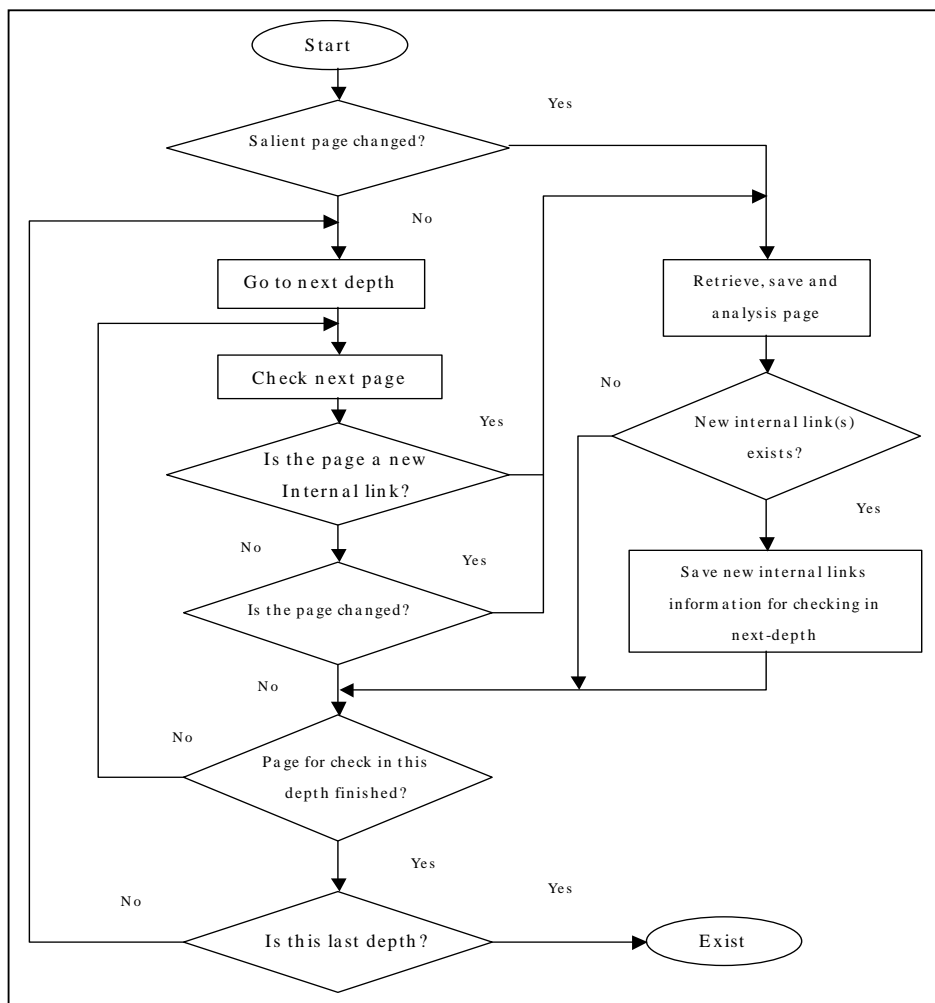 Start
Yes
Salient page changed?
No
Go to next depth
Retrieve, save and
analysis page
Check next page
No
Yes
New internal link(s)
exists?
Is the page a new
Internal link?
Yes
No
Yes
Save new internal links
information for checking in
next-depth
Is the page changed?
No
No
Page for check in this
depth finished?
Yes
Yes
No
Is this last depth?
Exist